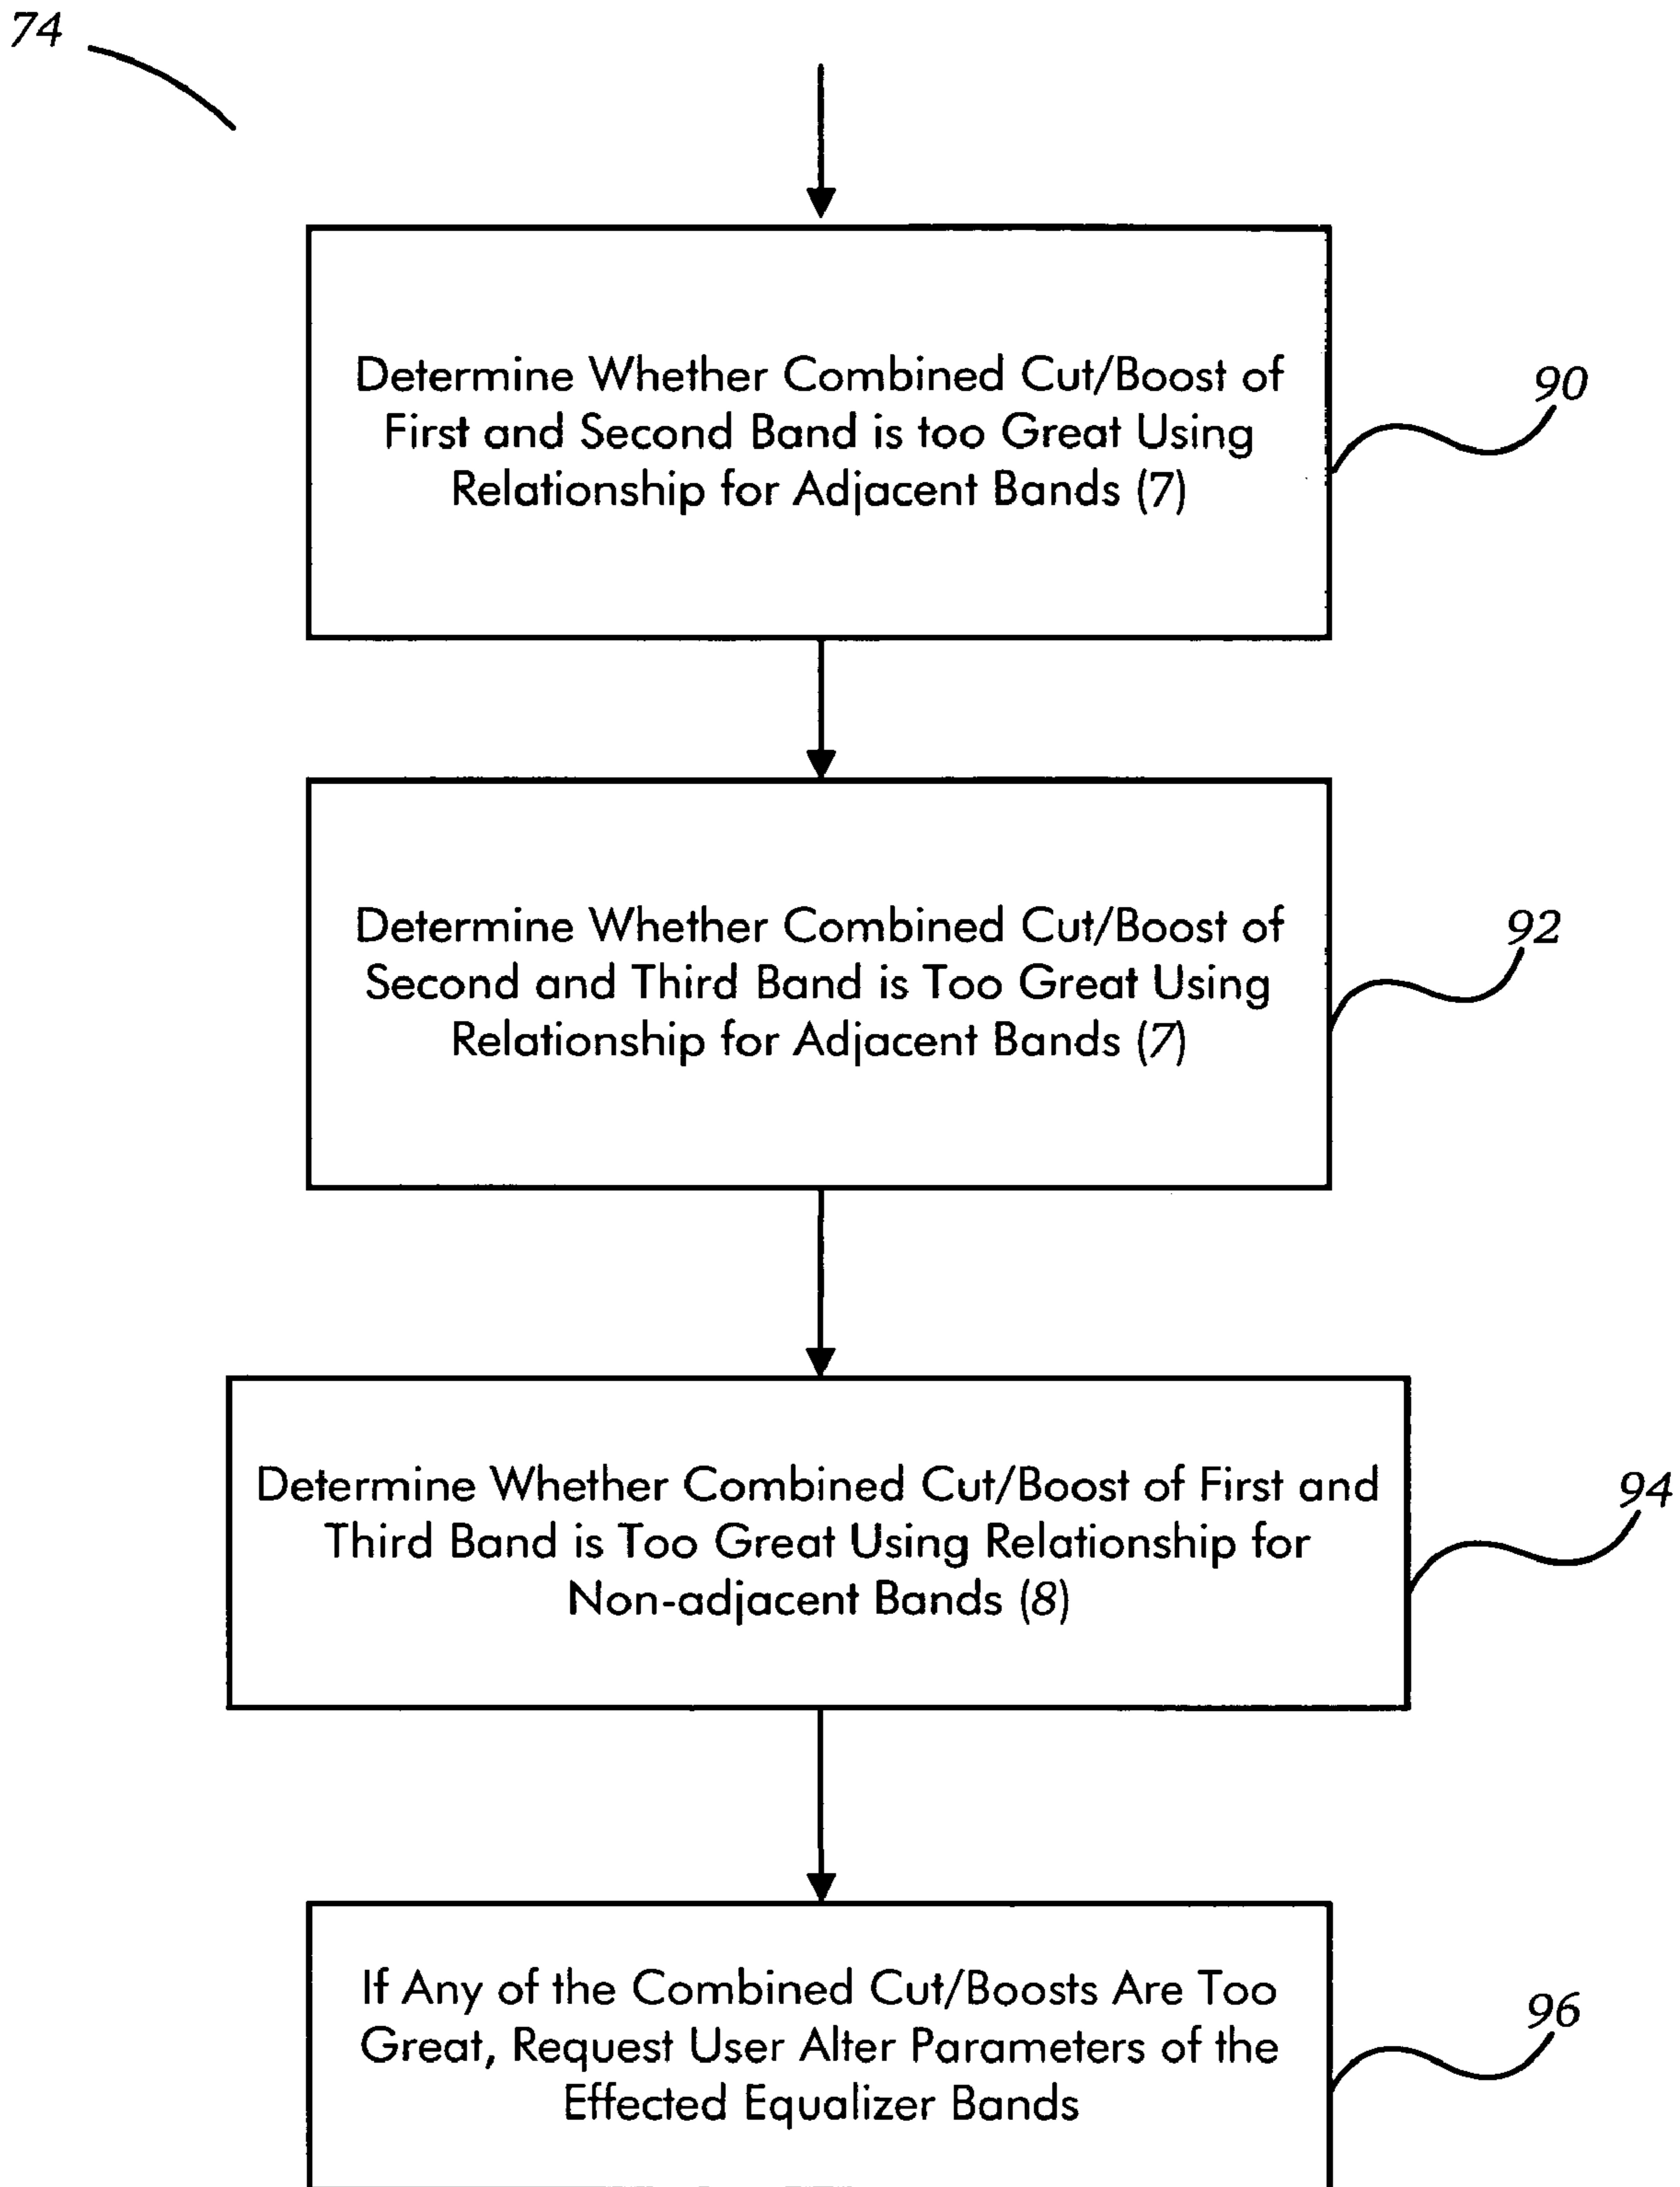 74
Determine Whether Combined Cut/Boost of
First and Second Band is too Great Using
Relationship for Adjacent Bands (7)
90
Determine Whether Combined Cut/Boost of
Second and Third Band is Too Great Using
Relationship for Adjacent Bands (7)
92
Determine Whether Combined Cut/Boost of First and
Third Band is Too Great Using Relationship for
Non-adjacent Bands (8)
94
If Any of the Combined Cut/Boosts Are Too
Great, Request User Alter Parameters of the
Effected Equalizer Bands
96